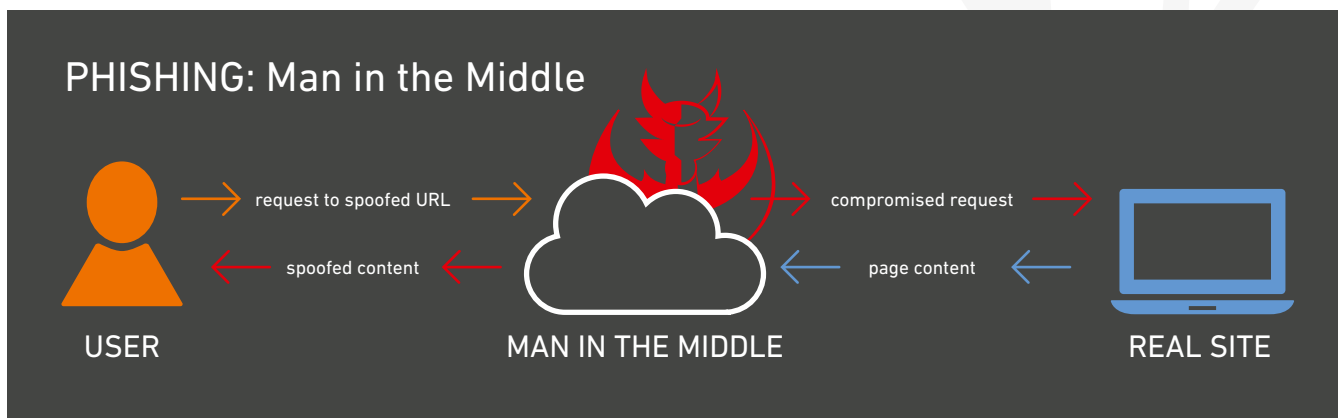 PHISHING: Man in the Middle
request to spoofed URL
compromised request
spoofed content
page content
USER
MAN IN THE MIDDLE
REAL SITE